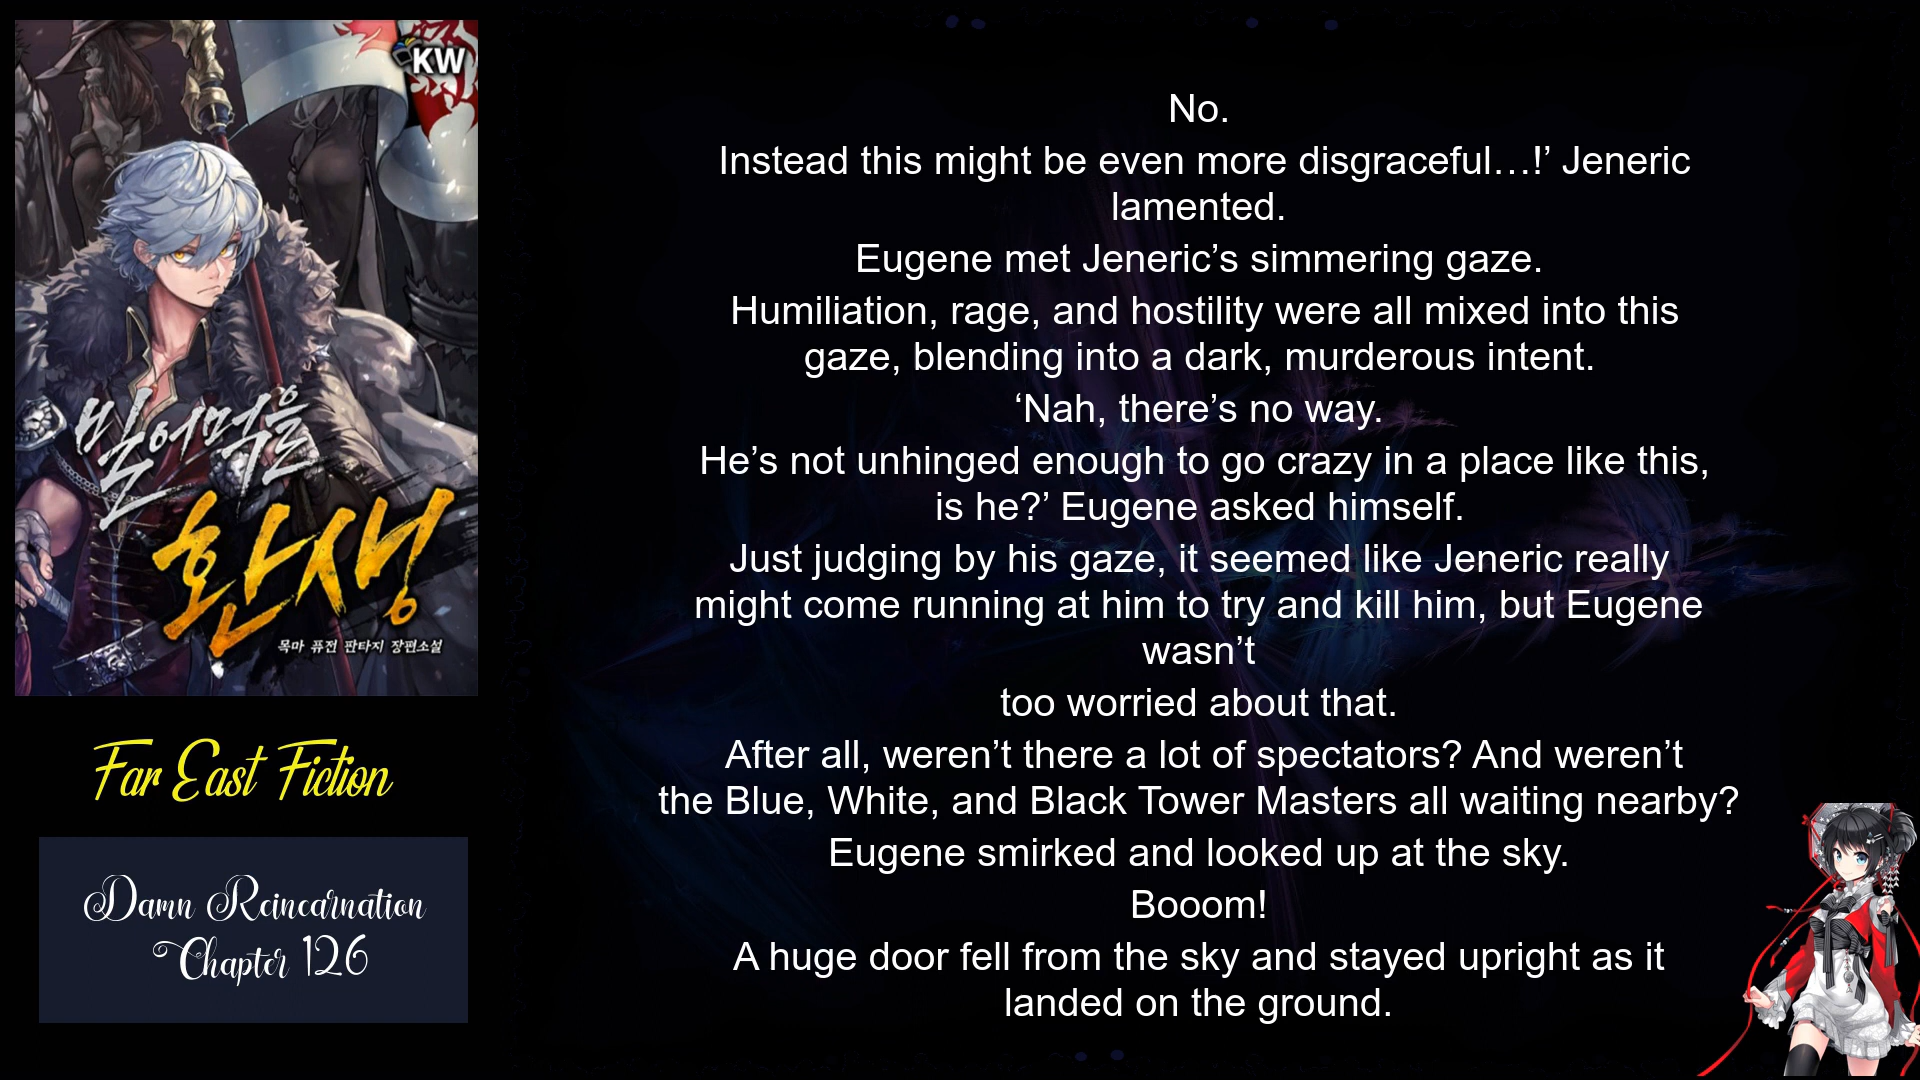 KW
빌어먹을
환생
목마 퓨전 판타지 장편소설
Far East Fiction
Damn Reincarnation
Chapter 126
No.
Instead this might be even more disgraceful…!’ Jeneric
lamented.
Eugene met Jeneric’s simmering gaze.
Humiliation, rage, and hostility were all mixed into this
gaze, blending into a dark, murderous intent.
‘Nah, there’s no way.
He’s not unhinged enough to go crazy in a place like this,
is he?’ Eugene asked himself.
Just judging by his gaze, it seemed like Jeneric really
might come running at him to try and kill him, but Eugene
wasn’t
too worried about that.
After all, weren’t there a lot of spectators? And weren’t
the Blue, White, and Black Tower Masters all waiting nearby?
Eugene smirked and looked up at the sky.
Booom!
A huge door fell from the sky and stayed upright as it
landed on the ground.